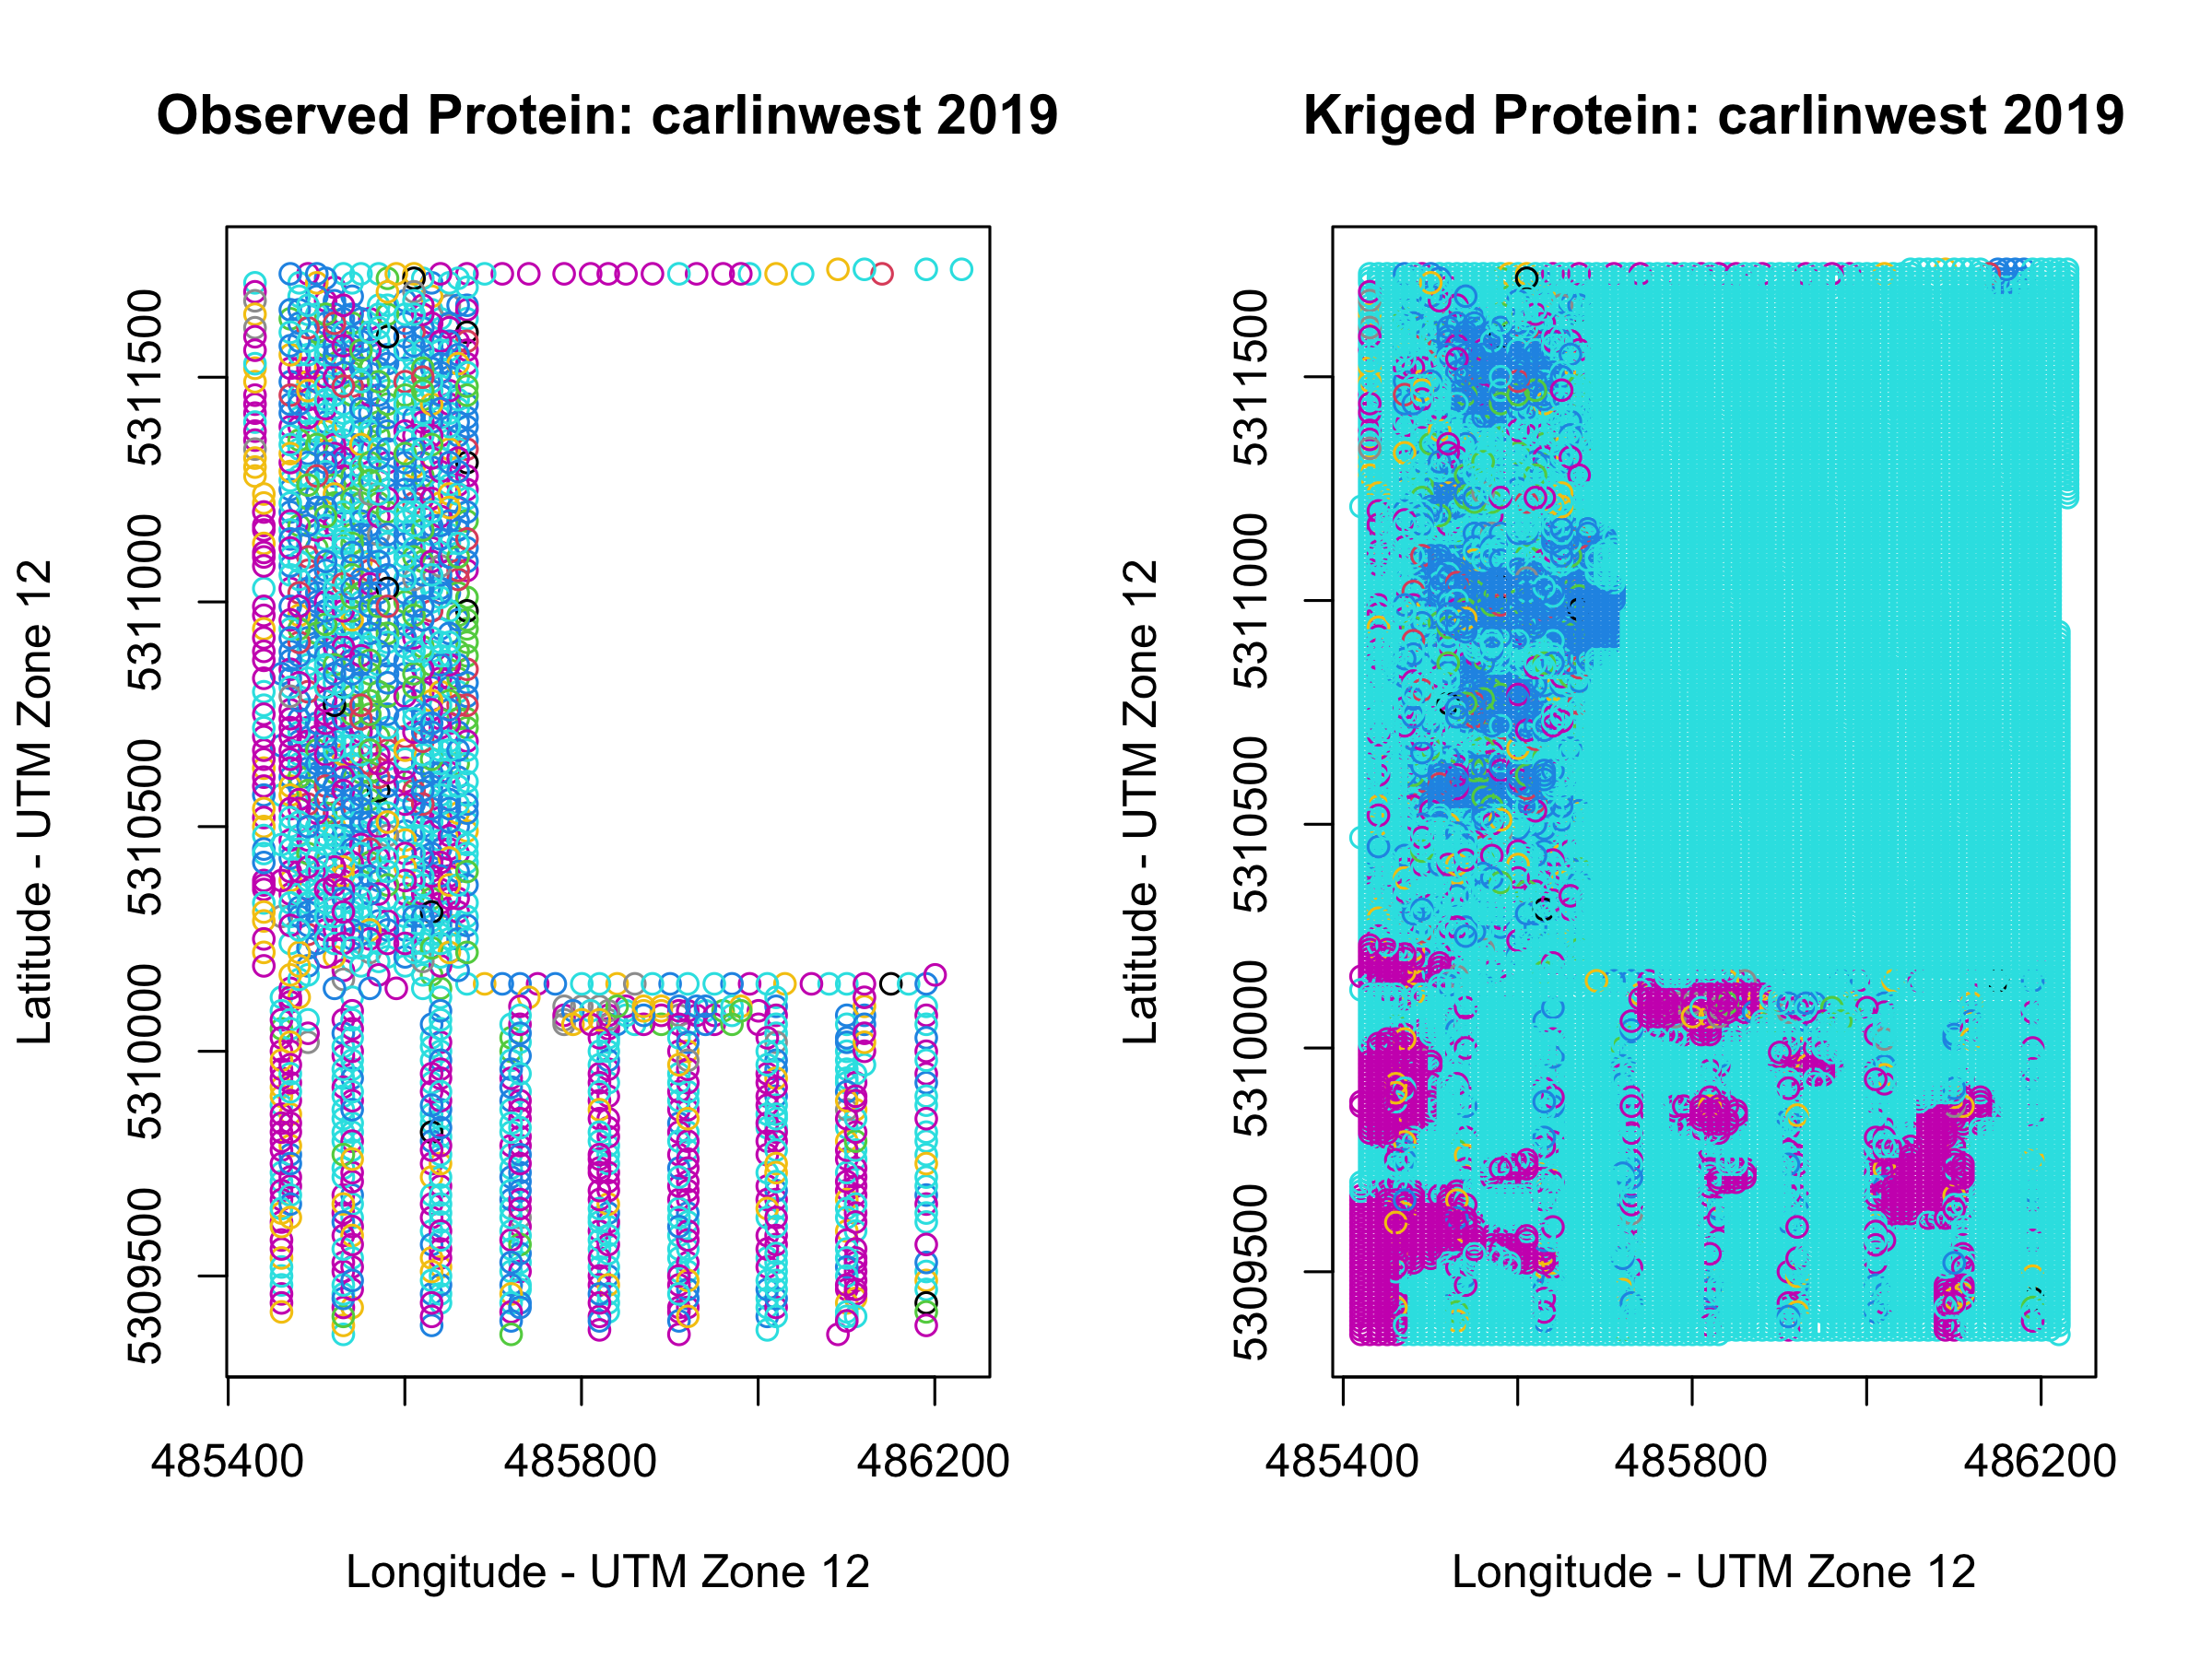 Observed Protein: carlinwest 2019
Latitude - UTM Zone 12
5311500
5311000
5310500
5310000
5309500
485400 485800 486200
Longitude - UTM Zone 12
Kriged Protein: carlinwest 2019
Latitude - UTM Zone 12
5311500
5311000
5310500
5310000
5309500
485400 485800 486200
Longitude - UTM Zone 12